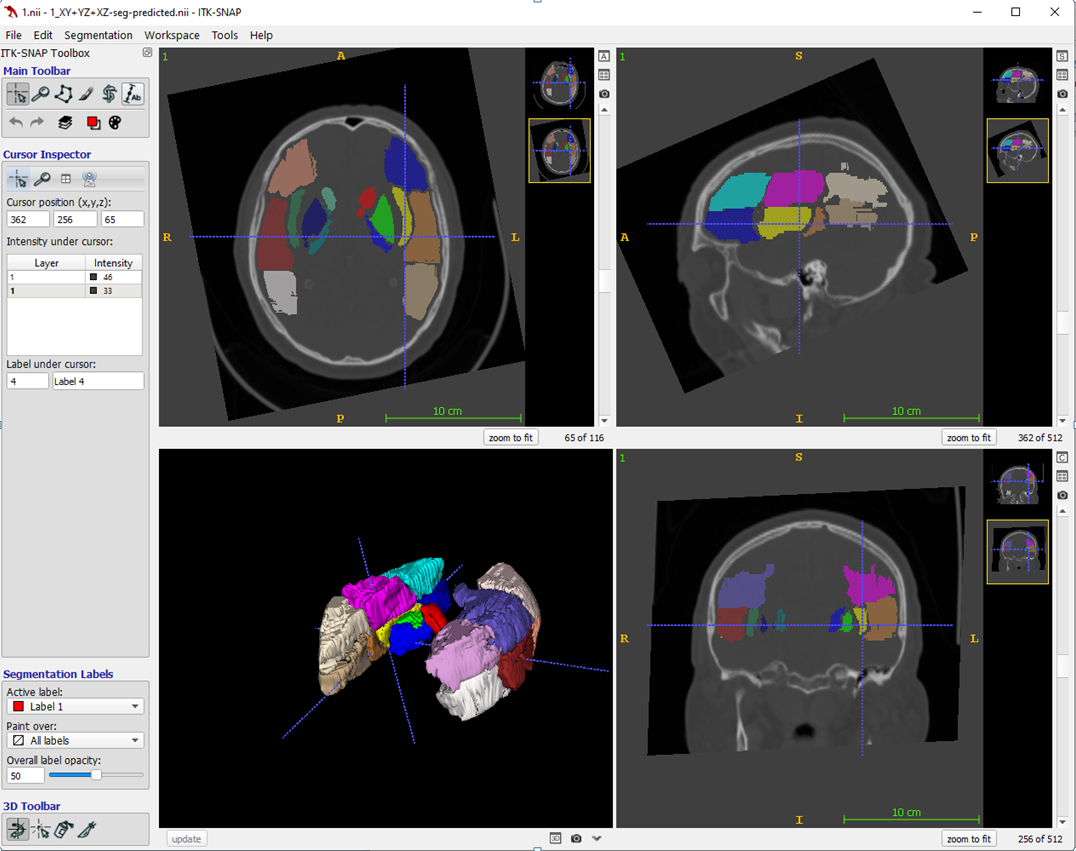 1.nii - 1_XY+YZ+XZ-seg-predicted.nii - ITK-SNAP
File Edit Segmentation Workspace Tools Help
ITK-SNAP Toolbox
Main Toolbar
Cursor Inspector
Cursor position (x,y,z):
362 256 65
Intensity under cursor:
Layer Intensity
1 46
1 33
Label under cursor:
4 Label 4
Segmentation Labels
Active label:
Label 1
Paint over:
All labels
Overall label opacity:
50
3D Toolbar
1 A
R L
P 10 cm
A
zoom to fit 65 of 116
1 S
A P
I 10 cm
S
zoom to fit 362 of 512
update
3D
1 S
R L
I 10 cm
C
zoom to fit 256 of 512